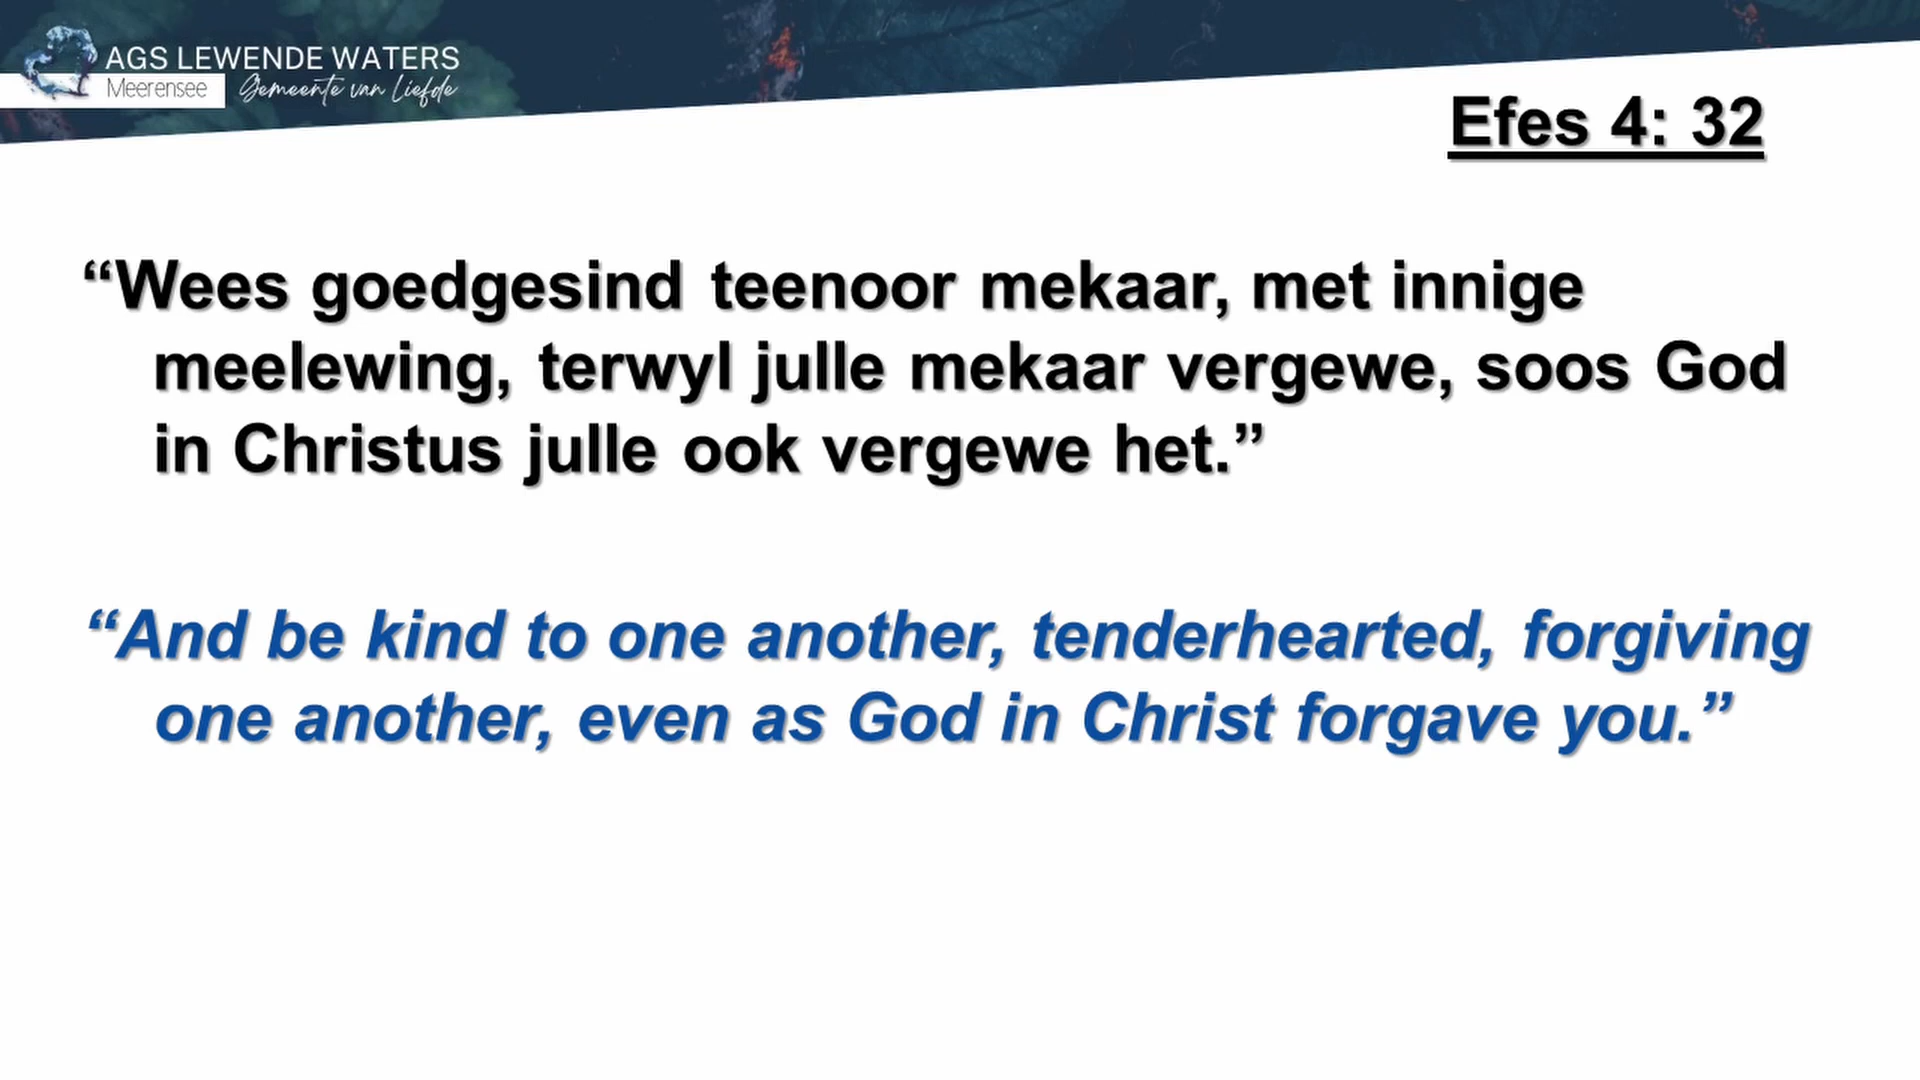 AGS LEWENDE WATERS
Meerensee Gemeente van Liefde
Efes 4: 32
“Wees goedgesind teenoor mekaar, met innige
meelewing, terwyl julle mekaar vergewe, soos God
in Christus julle ook vergewe het.”
“And be kind to one another, tenderhearted, forgiving
one another, even as God in Christ forgave you.”